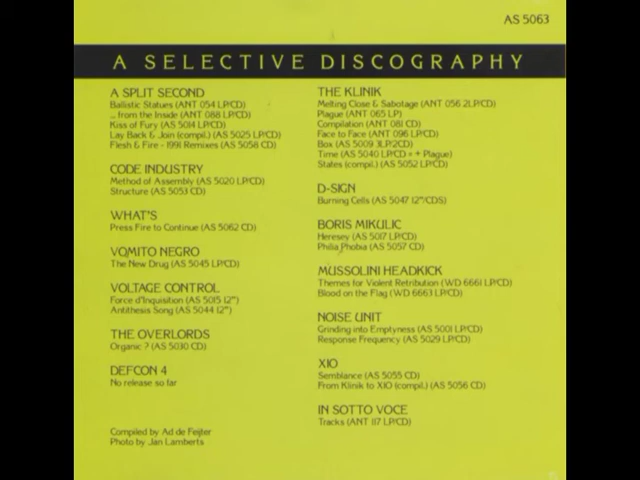 AS 5063
A SELECTIVE DISCOGRAPHY
A SPLIT SECOND
Ballistic Statues (ANT 054 LP/CD)
... from the Inside (ANT 088 LP/CD)
Kiss of Fury (AS 5014 LP/CD)
Lay Back & Join (compil.) (AS 5025 LP/CD)
Flesh & Fire - 1991 Remixes (AS 5058 CD)
CODE INDUSTRY
Method of Assembly (AS 5020 LP/CD)
Structure (AS 5053 CD)
WHAT'S
Press Fire to Continue (AS 5062 CD)
VOMITO NEGRO
The New Drug (AS 5045 LP/CD)
VOLTAGE CONTROL
Force d'Inquisition (AS 5015 12")
Antithesis Song (AS 5044 12")
THE OVERLORDS
Organic ? (AS 5030 CD)
DEFCON 4
No release so far
Compiled by Ad de Feijter
Photo by Jan Lamberts
THE KLINIK
Melting Close & Sabotage (ANT 056 2LP/CD)
Plague (ANT 065 LP)
Compilation (ANT 081 CD)
Face to Face (ANT 096 LP/CD)
Box (AS 5009 3LP/2CD)
Time (AS 5040 LP/CD = + Plague)
States (compil.) (AS 5052 LP/CD)
D-SIGN
Burning Cells (AS 5047 12"/CDS)
BORIS MIKULIC
Heresey (AS 5017 LP/CD)
Philia Phobia (AS 5057 CD)
MUSSOLINI HEADKICK
Themes for Violent Retribution (WD 6661 LP/CD)
Blood on the Flag (WD 6663 LP/CD)
NOISE UNIT
Grinding into Emptyness (AS 5001 LP/CD)
Response Frequency (AS 5029 LP/CD)
X10
Semblance (AS 5055 CD)
From Klinik to X10 (compil.) (AS 5056 CD)
IN SOTTO VOCE
Tracks (ANT 117 LP/CD)